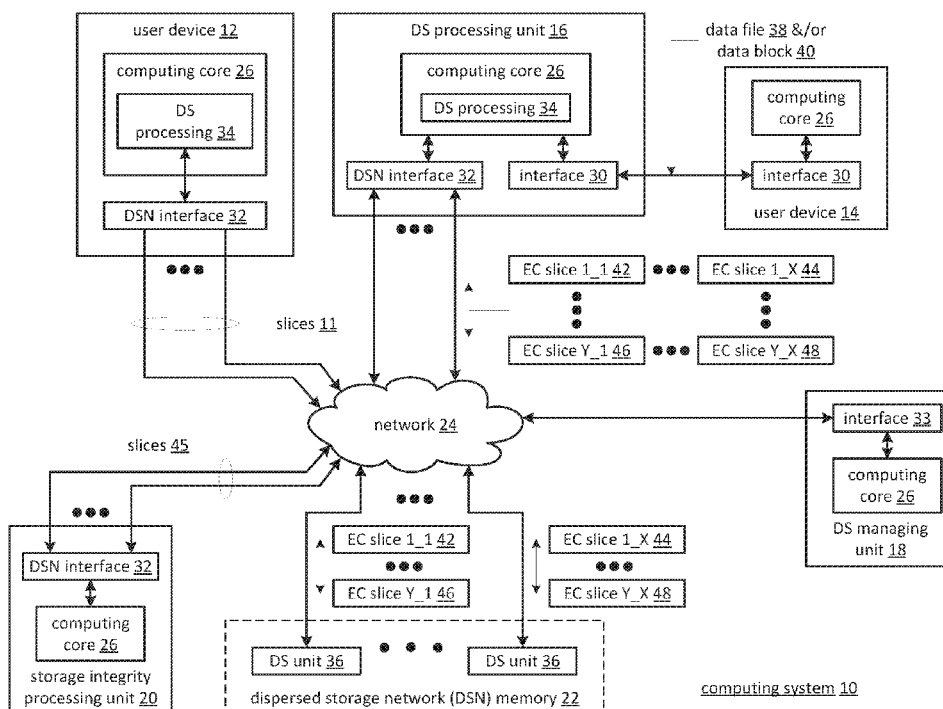 user device 12
computing core 26
DS processing 34
DSN interface 32
DS processing unit 16
computing core 26
DS processing 34
DSN interface 32
interface 30
data file 38 &/or data block 40
computing core 26
interface 30
user device 14
slices 11
EC slice 1_1 42
EC slice 1_X 44
EC slice Y_1 46
EC slice Y_X 48
network 24
interface 33
computing core 26
DS managing unit 18
slices 45
DSN interface 32
computing core 26
storage integrity processing unit 20
EC slice 1_1 42
EC slice 1_X 44
EC slice Y_1 46
EC slice Y_X 48
DS unit 36
DS unit 36
dispersed storage network (DSN) memory 22
computing system 10